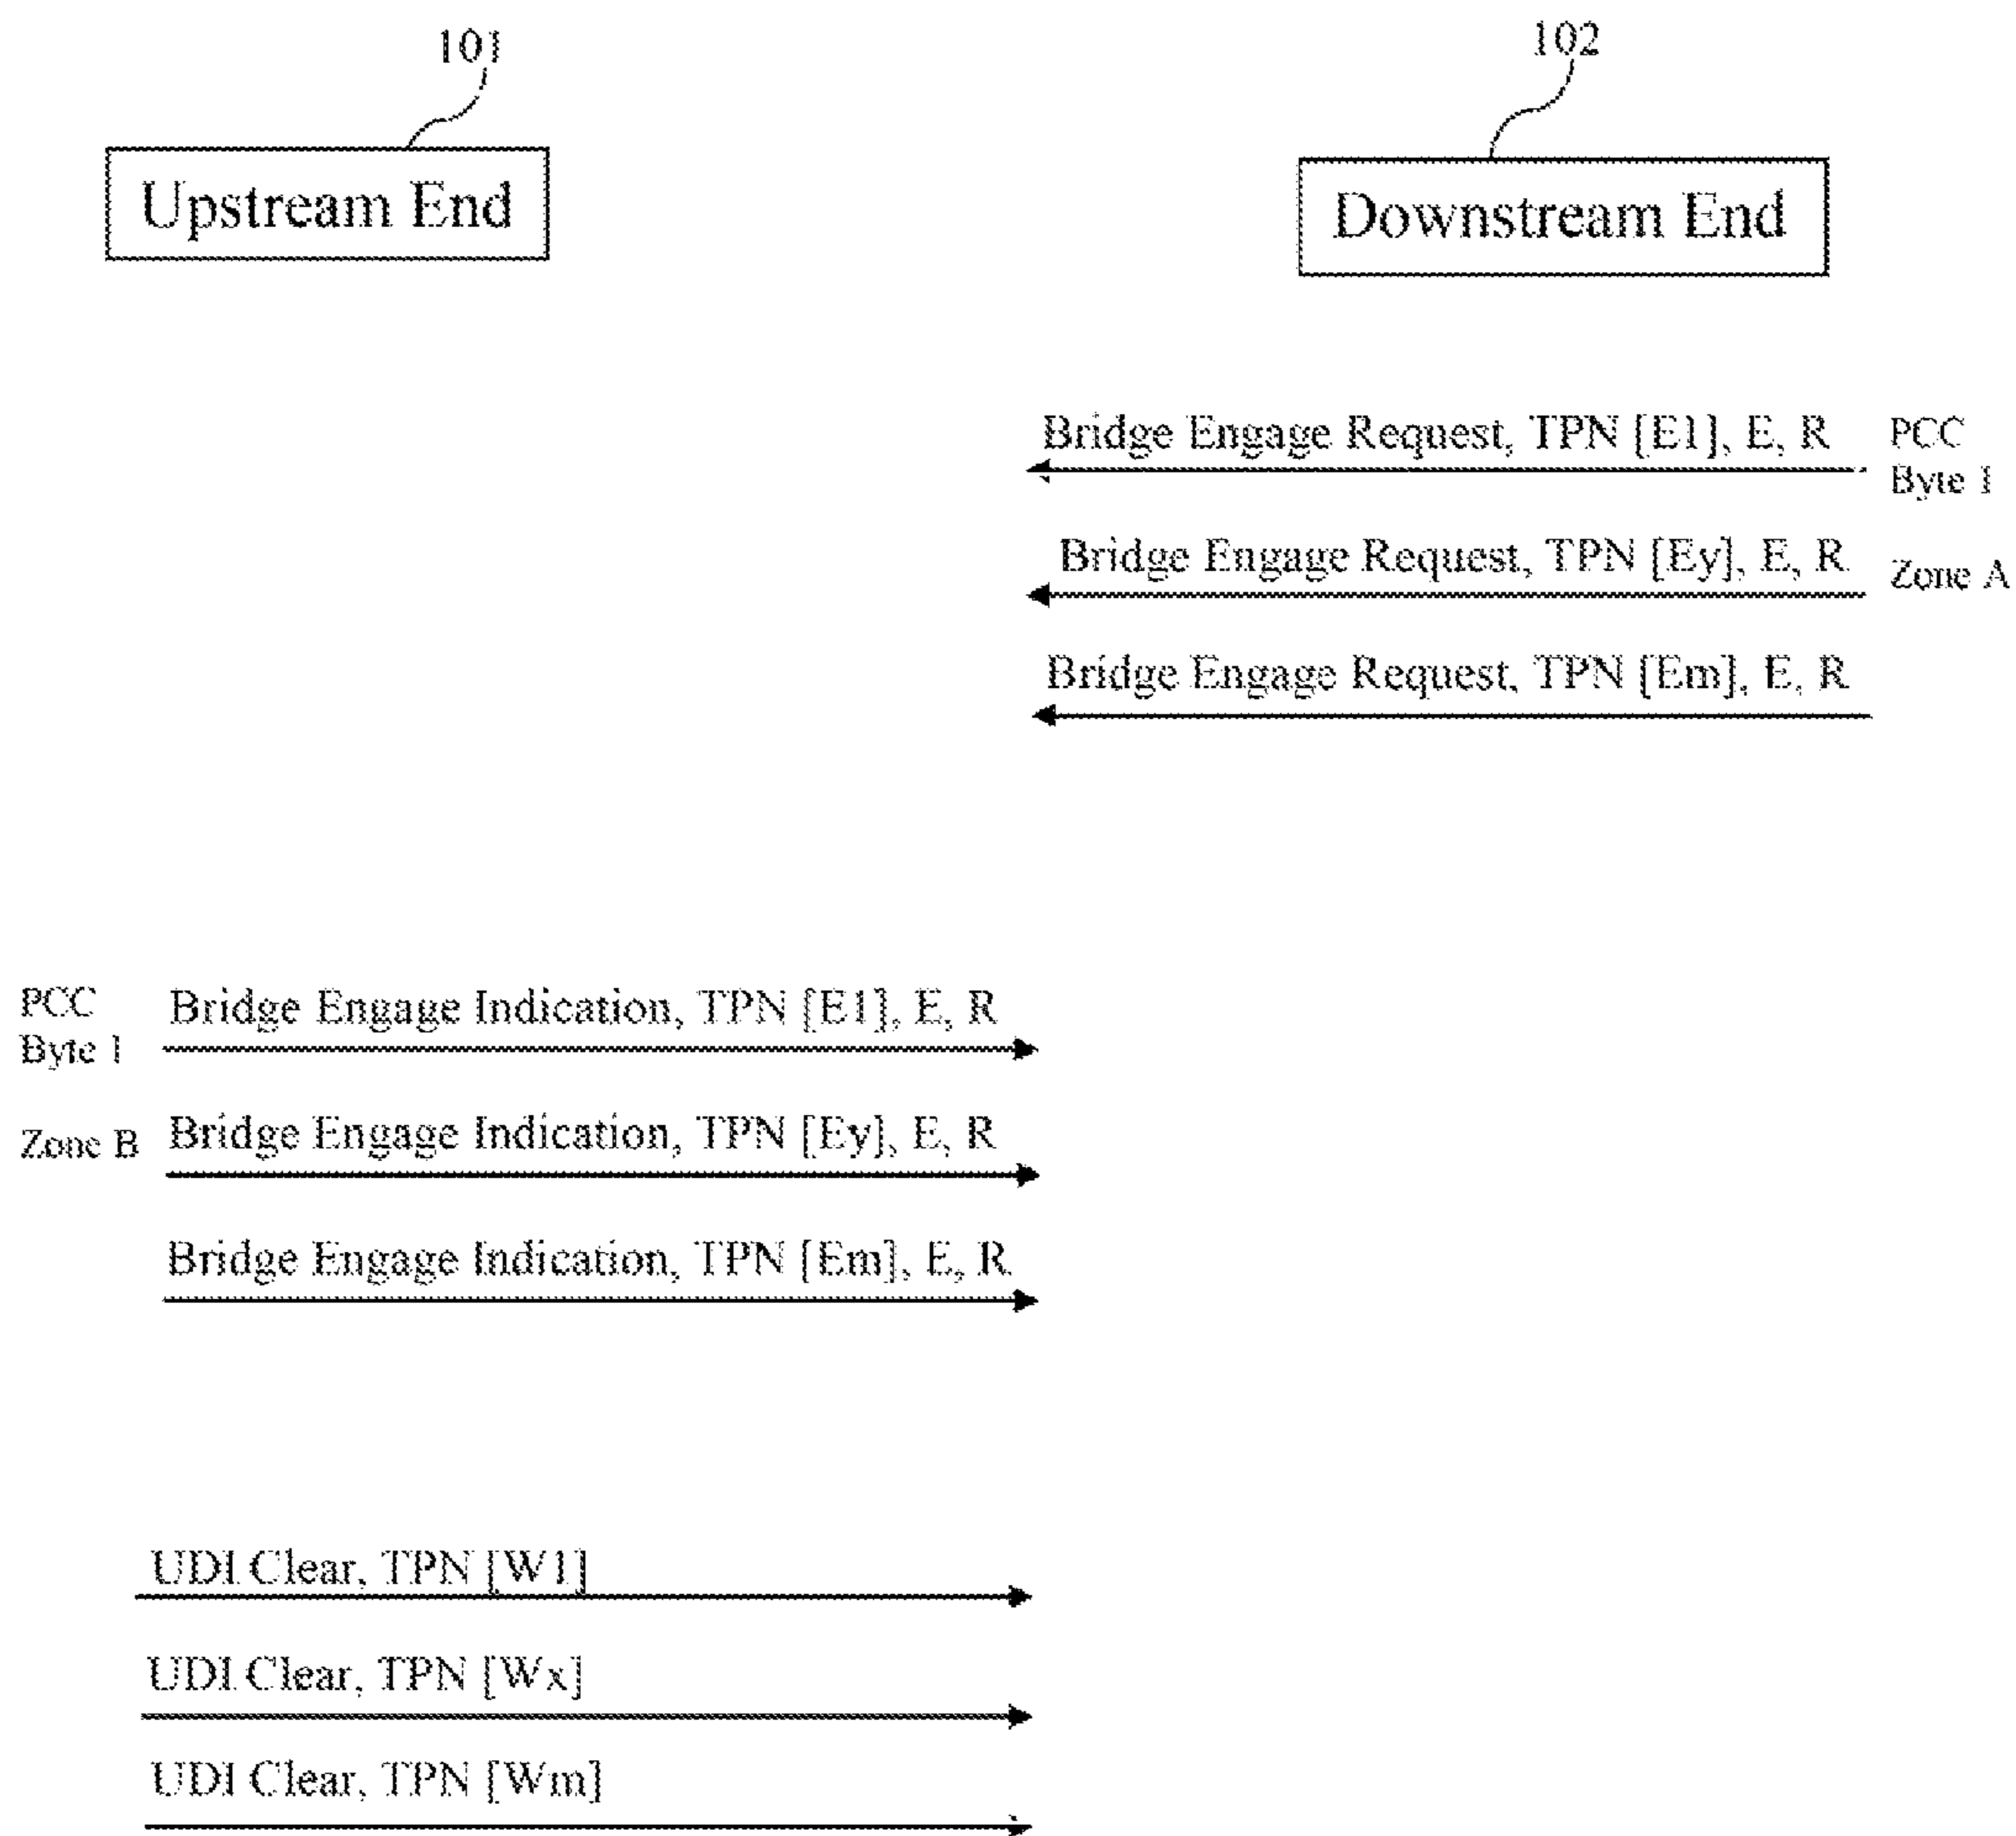 101
102
Upstream End
Downstream End
Bridge Engage Request, TPN [E1], E, R
PCC
Byte 1
Bridge Engage Request, TPN [Ey], E, R
Zone A
Bridge Engage Request, TPN [Em], E, R
PCC
Byte 1
Bridge Engage Indication, TPN [E1], E, R
Zone B
Bridge Engage Indication, TPN [Ey], E, R
Bridge Engage Indication, TPN [Em], E, R
UDI Clear, TPN [W1]
UDI Clear, TPN [Wx]
UDI Clear, TPN [Wm]